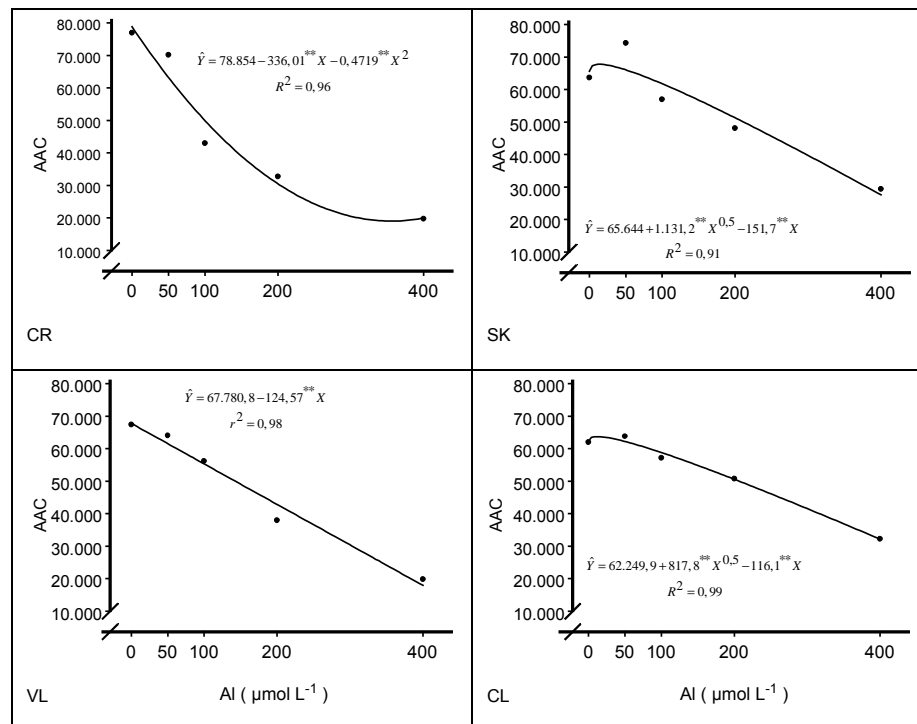 80.000
70.000
60.000
50.000
40.000
30.000
20.000
10.000
AAC
Ŷ = 78.854 − 336,01** X − 0,4719** X²
R² = 0,96
0 50 100 200 400
CR
80.000
70.000
60.000
50.000
40.000
30.000
20.000
10.000
AAC
Ŷ = 65.644 + 1.131,2** X^0,5 − 151,7** X
R² = 0,91
0 50 100 200 400
SK
80.000
70.000
60.000
50.000
40.000
30.000
20.000
10.000
AAC
Ŷ = 67.780,8 − 124,57** X
r² = 0,98
0 50 100 200 400
VL
Al ( µmol L⁻¹ )
80.000
70.000
60.000
50.000
40.000
30.000
20.000
10.000
AAC
Ŷ = 62.249,9 + 817,8** X^0,5 − 116,1** X
R² = 0,99
0 50 100 200 400
Al ( µmol L⁻¹ )
CL